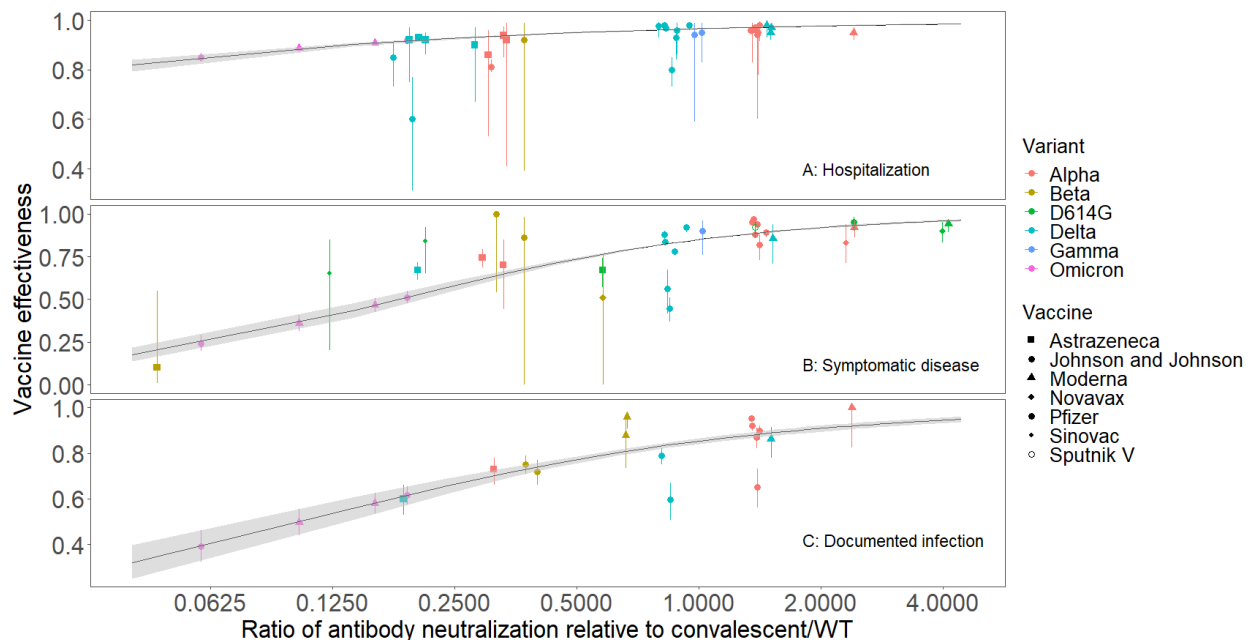 1.0
0.8
0.6
0.4
A: Hospitalization
1.00
0.75
0.50
0.25
0.00
B: Symptomatic disease
1.0
0.8
0.6
0.4
C: Documented infection
Vaccine effectiveness
0.0625
0.1250
0.2500
0.5000
1.0000
2.0000
4.0000
Ratio of antibody neutralization relative to convalescent/WT
Variant
Alpha
Beta
D614G
Delta
Gamma
Omicron
Vaccine
Astrazeneca
Johnson and Johnson
Moderna
Novavax
Pfizer
Sinovac
Sputnik V